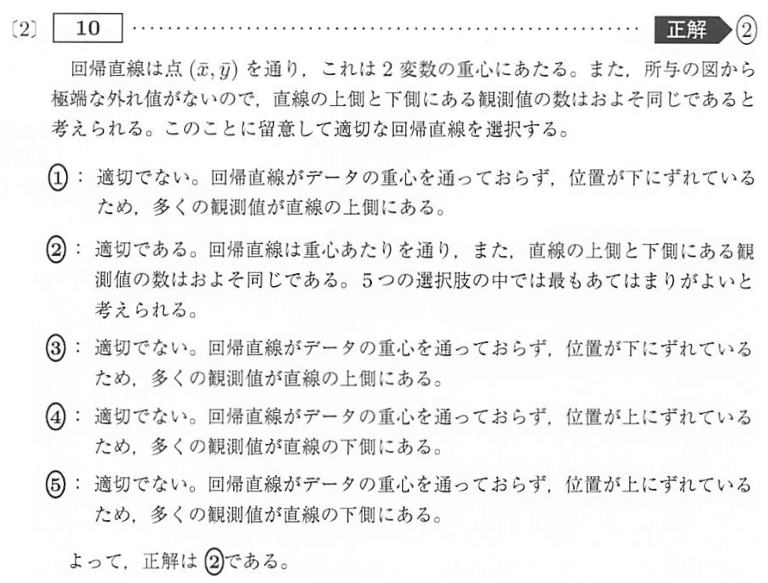 〔2〕 10 ……………………………………………… 正解 ②
回帰直線は点 (x̄, ȳ) を通り，これは 2 変数の重心にあたる。また，所与の図から
極端な外れ値がないので，直線の上側と下側にある観測値の数はおよそ同じであると
考えられる。このことに留意して適切な回帰直線を選択する。
①： 適切でない。回帰直線がデータの重心を通っておらず，位置が下にずれている
ため，多くの観測値が直線の上側にある。
②： 適切である。回帰直線は重心あたりを通り，また，直線の上側と下側にある観
測値の数はおよそ同じである。5 つの選択肢の中では最もあてはまりがよいと
考えられる。
③： 適切でない。回帰直線がデータの重心を通っておらず，位置が下にずれている
ため，多くの観測値が直線の上側にある。
④： 適切でない。回帰直線がデータの重心を通っておらず，位置が上にずれている
ため，多くの観測値が直線の下側にある。
⑤： 適切でない。回帰直線がデータの重心を通っておらず，位置が上にずれている
ため，多くの観測値が直線の下側にある。
よって，正解は②である。